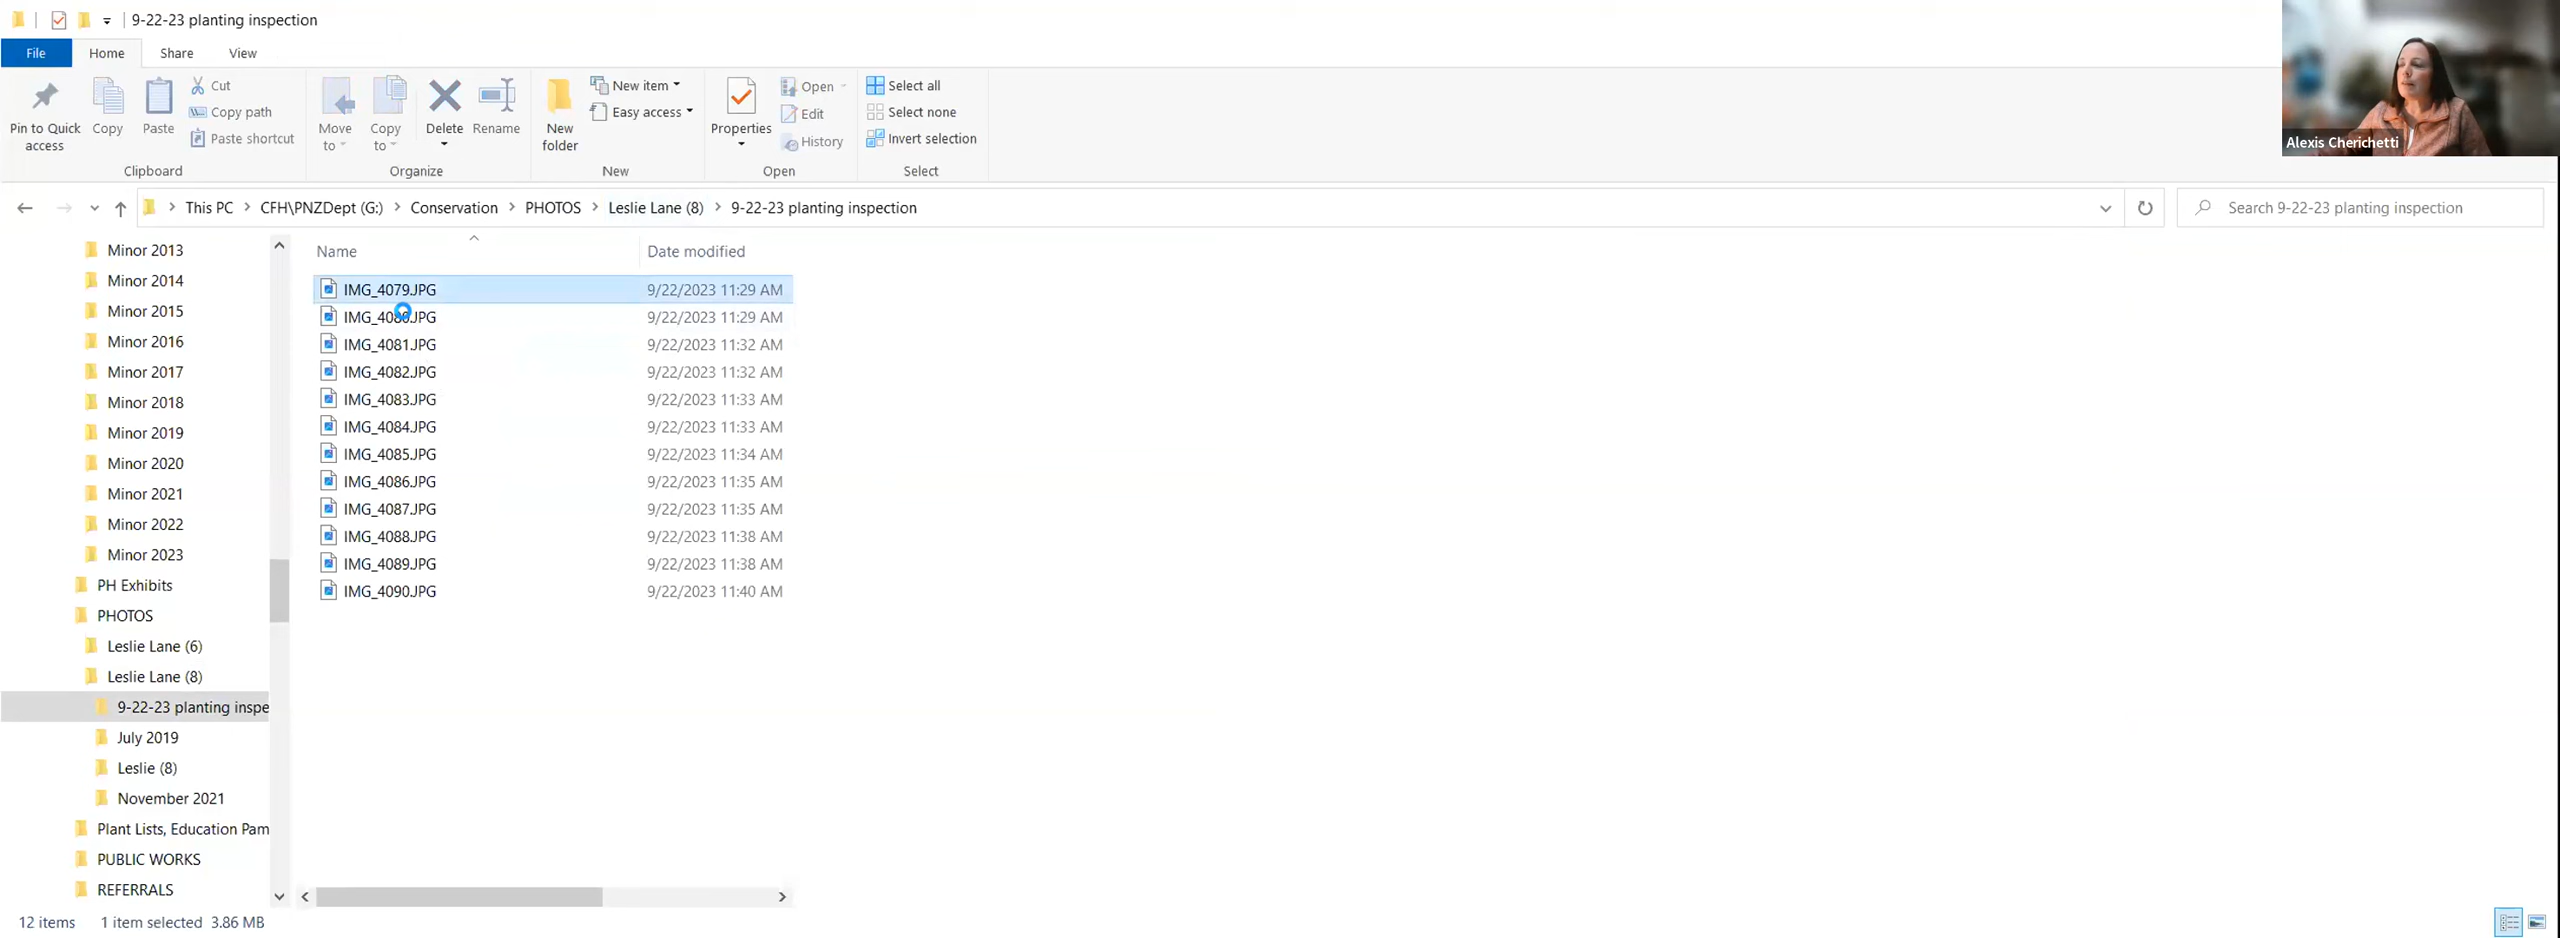 9-22-23 planting inspection
File Home Share View
Pin to Quick access
Copy
Paste
Cut
Copy path
Paste shortcut
Clipboard
Move to
Copy to
Delete
Rename
Organize
New folder
New item
Easy access
New
Properties
Open
Edit
History
Open
Select all
Select none
Invert selection
Select
Alexis Cherichetti
This PC > CFH\PNZDept (G:) > Conservation > PHOTOS > Leslie Lane (8) > 9-22-23 planting inspection
Search 9-22-23 planting inspection
Minor 2013
Minor 2014
Minor 2015
Minor 2016
Minor 2017
Minor 2018
Minor 2019
Minor 2020
Minor 2021
Minor 2022
Minor 2023
PH Exhibits
PHOTOS
Leslie Lane (6)
Leslie Lane (8)
9-22-23 planting inspe
July 2019
Leslie (8)
November 2021
Plant Lists, Education Pam
PUBLIC WORKS
REFERRALS
Name Date modified
IMG_4079.JPG 9/22/2023 11:29 AM
IMG_4080.JPG 9/22/2023 11:29 AM
IMG_4081.JPG 9/22/2023 11:32 AM
IMG_4082.JPG 9/22/2023 11:32 AM
IMG_4083.JPG 9/22/2023 11:33 AM
IMG_4084.JPG 9/22/2023 11:33 AM
IMG_4085.JPG 9/22/2023 11:34 AM
IMG_4086.JPG 9/22/2023 11:35 AM
IMG_4087.JPG 9/22/2023 11:35 AM
IMG_4088.JPG 9/22/2023 11:38 AM
IMG_4089.JPG 9/22/2023 11:38 AM
IMG_4090.JPG 9/22/2023 11:40 AM
12 items 1 item selected 3.86 MB